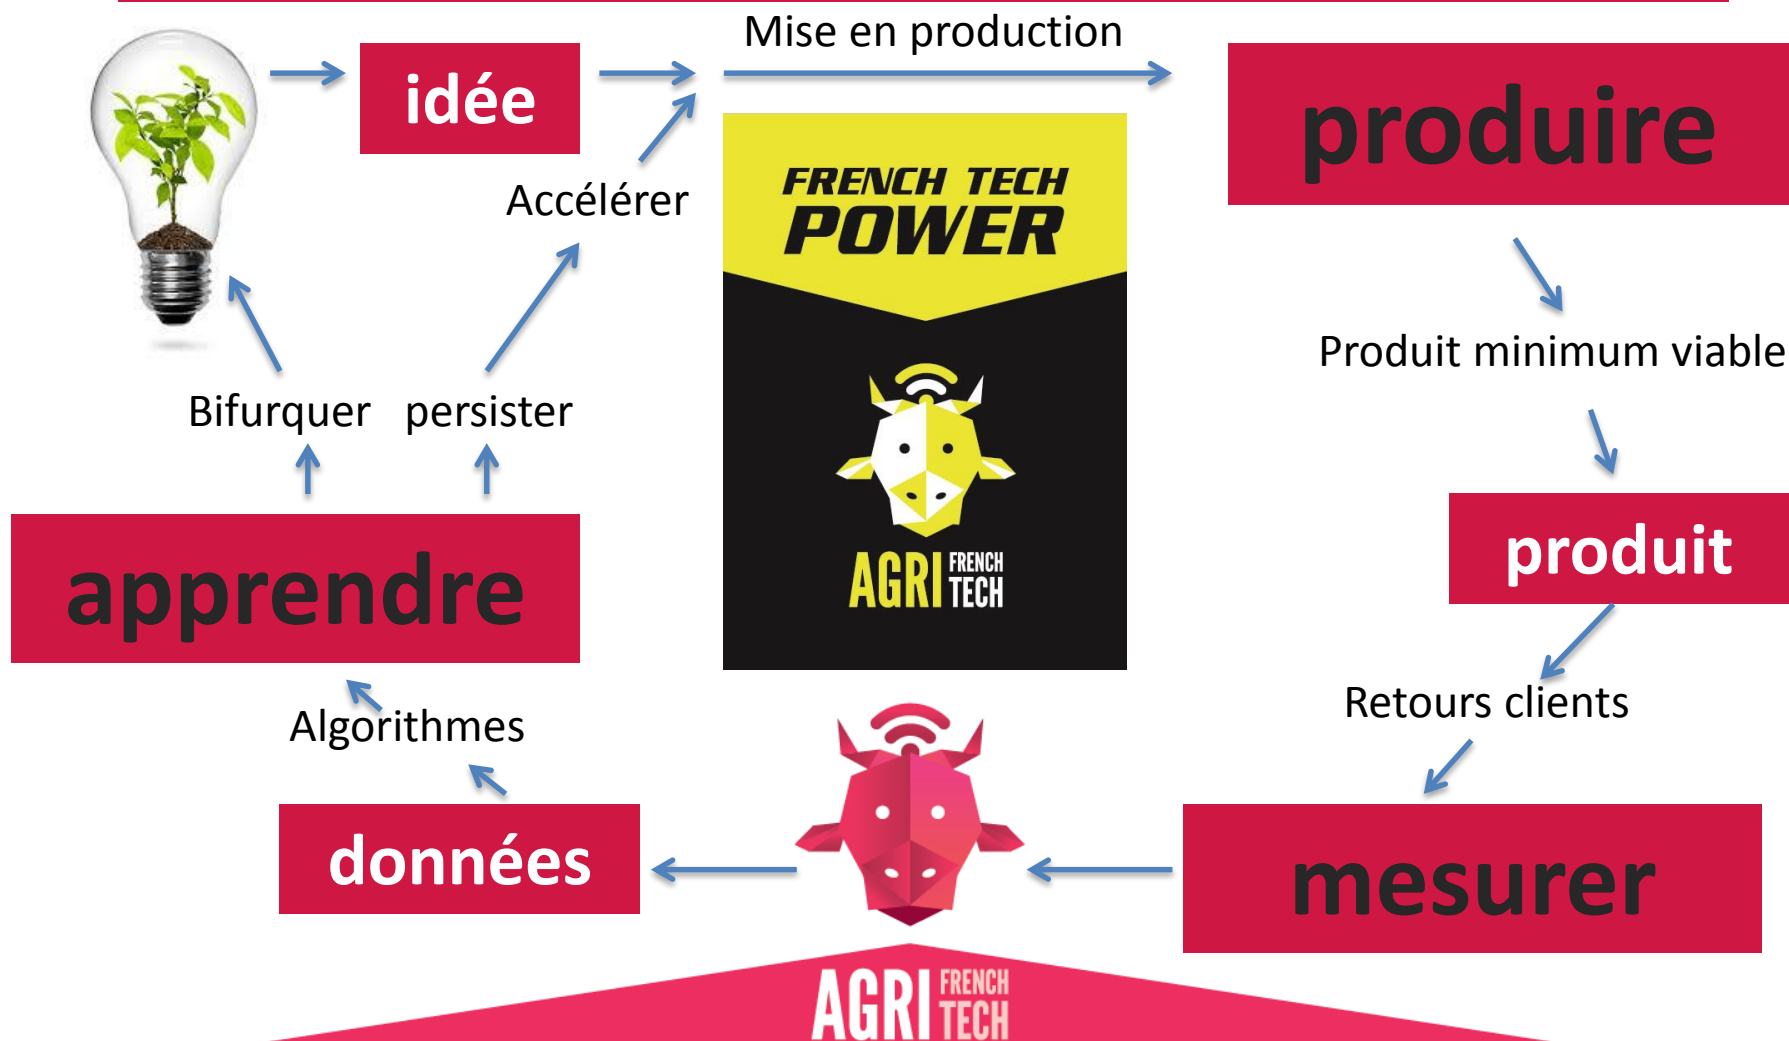 Mise en production
idée
produire
Accélérer
FRENCH TECH
POWER
Produit minimum viable
Bifurquer
persister
produit
apprendre
AGRI FRENCH
TECH
Retours clients
Algorithmes
données
mesurer
AGRI FRENCH
TECH